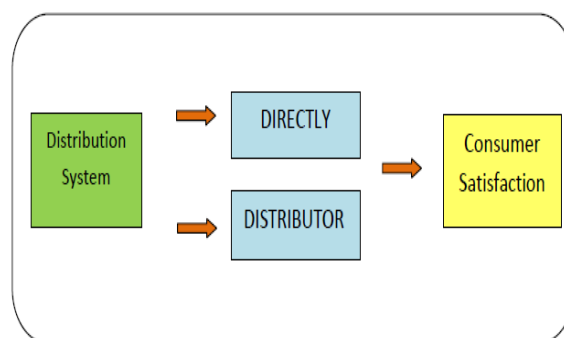 Distribution
System
DIRECTLY
DISTRIBUTOR
Consumer
Satisfaction